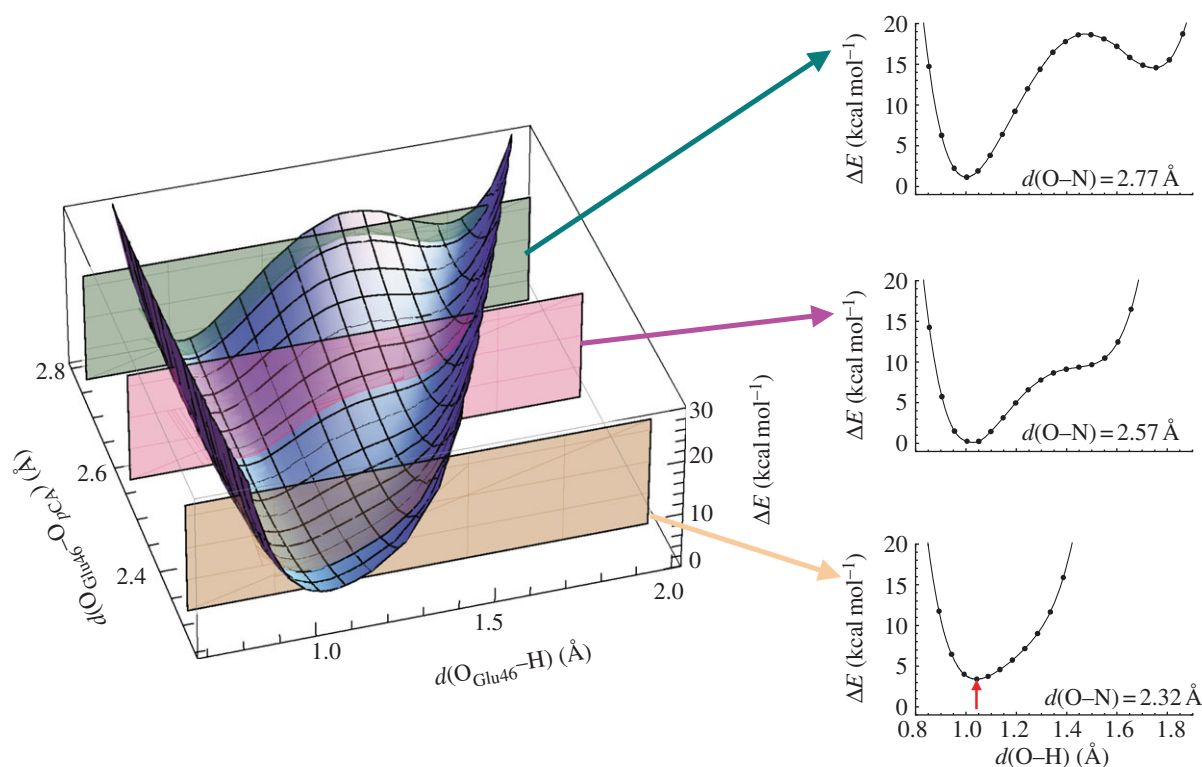 2.8
2.6
2.4
d(O Glu46–O pCA) (Å)
1.0
1.5
2.0
d(O Glu46–H) (Å)
30
20
10
0
ΔE (kcal mol⁻¹)
20
15
10
5
0
ΔE (kcal mol⁻¹)
d(O–N) = 2.77 Å
20
15
10
5
0
ΔE (kcal mol⁻¹)
d(O–N) = 2.57 Å
20
15
10
5
0
ΔE (kcal mol⁻¹)
d(O–N) = 2.32 Å
0.8 1.0 1.2 1.4 1.6 1.8
d(O–H) (Å)